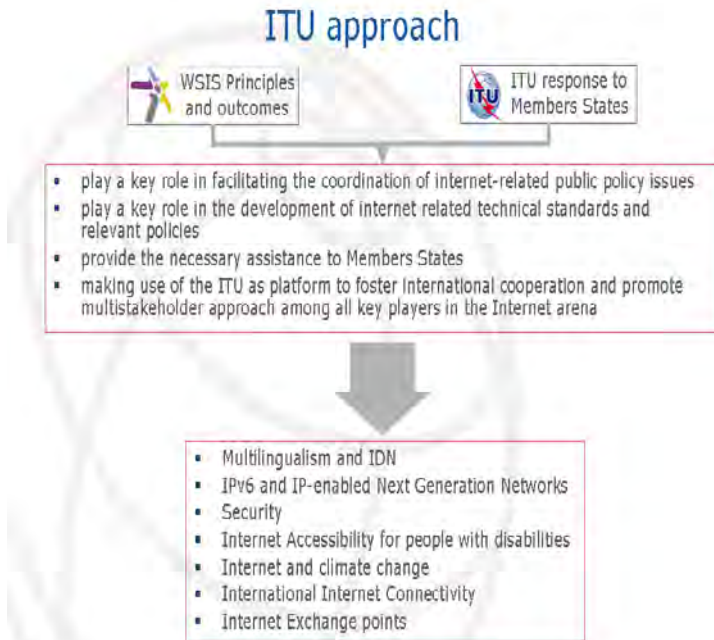 ITU approach
WSIS Principles
and outcomes
ITU
ITU response to
Members States
▪ play a key role in facilitating the coordination of internet-related public policy issues
▪ play a key role in the development of internet related technical standards and
relevant policies
▪ provide the necessary assistance to Members States
▪ making use of the ITU as platform to foster international cooperation and promote
multistakeholder approach among all key players in the Internet arena
▪ Multilingualism and IDN
▪ IPv6 and IP-enabled Next Generation Networks
▪ Security
▪ Internet Accessibility for people with disabilities
▪ Internet and climate change
▪ International Internet Connectivity
▪ Internet Exchange points